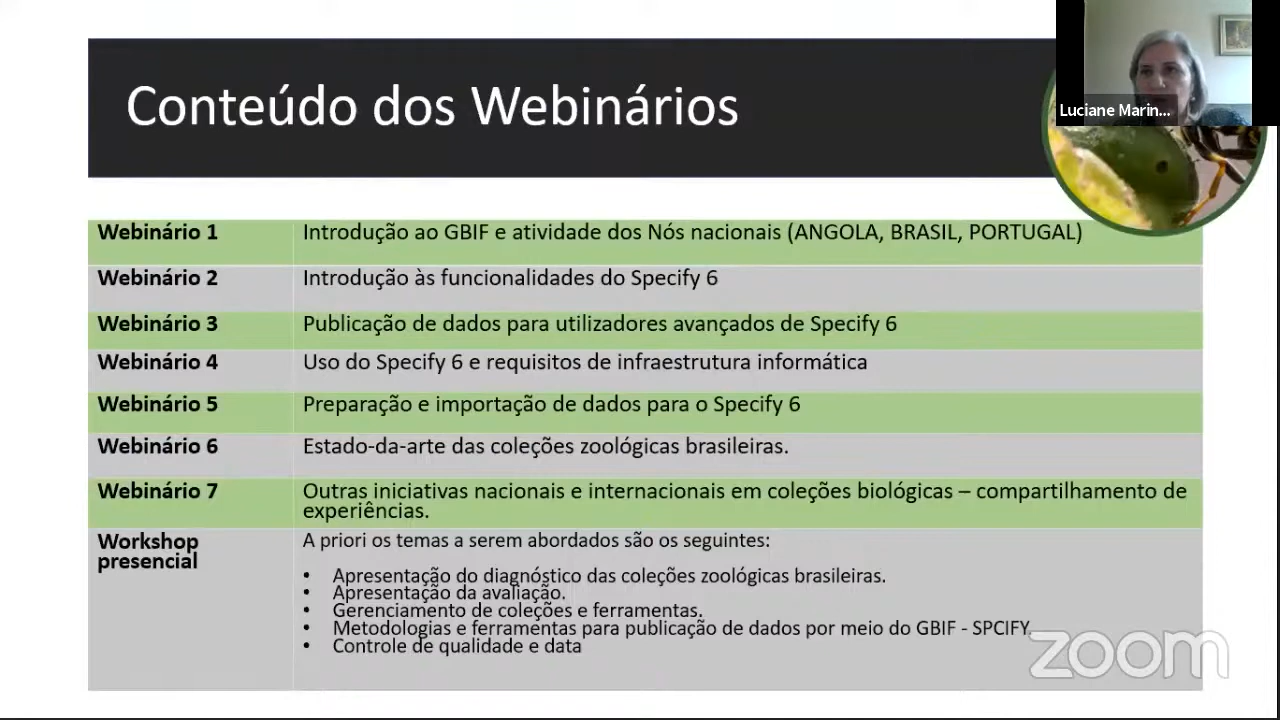 Conteúdo dos Webinários
Luciane Marin...
Webinário 1 Introdução ao GBIF e atividade dos Nós nacionais (ANGOLA, BRASIL, PORTUGAL)
Webinário 2 Introdução às funcionalidades do Specify 6
Webinário 3 Publicação de dados para utilizadores avançados de Specify 6
Webinário 4 Uso do Specify 6 e requisitos de infraestrutura informática
Webinário 5 Preparação e importação de dados para o Specify 6
Webinário 6 Estado-da-arte das coleções zoológicas brasileiras.
Webinário 7 Outras iniciativas nacionais e internacionais em coleções biológicas – compartilhamento de
experiências.
Workshop
presencial
A priori os temas a serem abordados são os seguintes:
• Apresentação do diagnóstico das coleções zoológicas brasileiras.
• Apresentação da avaliação.
• Gerenciamento de coleções e ferramentas.
• Metodologias e ferramentas para publicação de dados por meio do GBIF - SPCIFY.
• Controle de qualidade e data
zoom